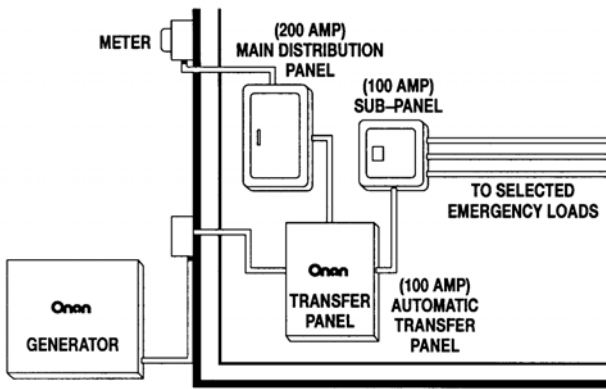 METER
(200 AMP)
MAIN DISTRIBUTION
PANEL
(100 AMP)
SUB-PANEL
TO SELECTED
EMERGENCY LOADS
Onan
TRANSFER
PANEL
(100 AMP)
AUTOMATIC
TRANSFER
PANEL
Onan
GENERATOR